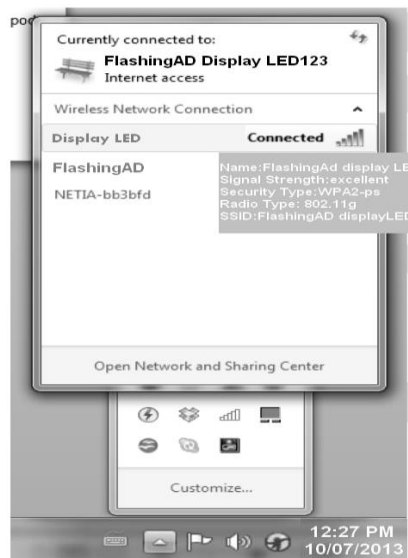 pod
Currently connected to:
FlashingAD Display LED123
Internet access
Wireless Network Connection
Display LED
Connected
FlashingAD
NETIA-bb3bfd
Name:FlashingAd display LE
Signal Strength:excellent
Security Type:WPA2-ps
Radio Type: 802.11g
SSID:FlashingAD displayLED
Open Network and Sharing Center
Customize...
12:27 PM
10/07/2013